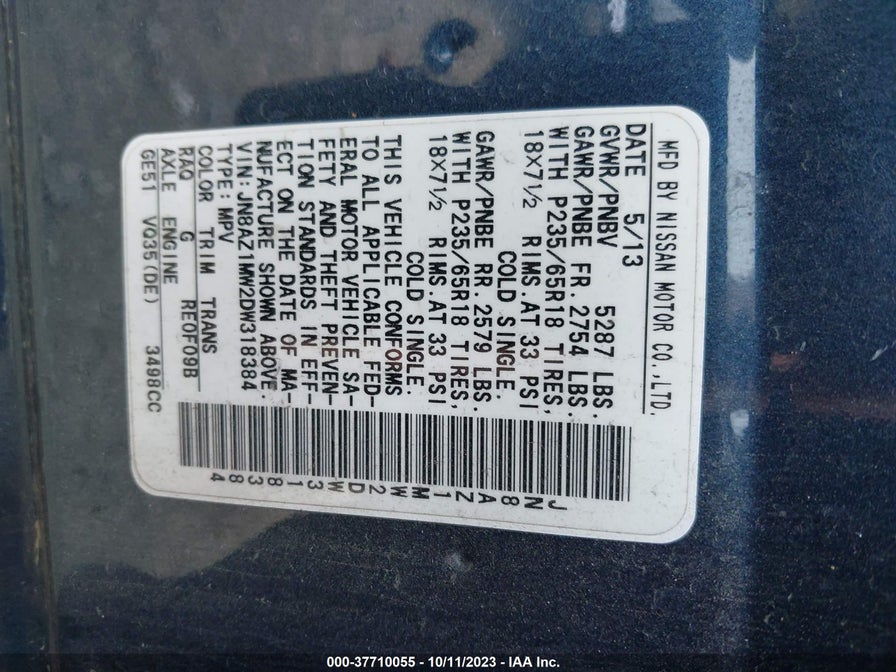 MFD BY NISSAN MOTOR CO.,LTD.
DATE 5/13
GVWR/PNBV 5287 LBS.
GAWR/PNBE FR. 2754 LBS.
WITH P235/65R18 TIRES,
18X7½ RIMS.AT 33 PSI
COLD SINGLE.
GAWR/PNBE RR. 2579 LBS.
WITH P235/65R18 TIRES,
18X7½ RIMS.AT 33 PSI
COLD SINGLE.
THIS VEHICLE CONFORMS
TO ALL APPLICABLE FED-
ERAL MOTOR VEHICLE SA-
FETY AND THEFT PREVEN-
TION STANDARDS IN EFF-
ECT ON THE DATE OF MA-
NUFACTURE SHOWN ABOVE.
VIN:JN8AZ1MW2DW318384
TYPE:MPV
COLOR TRIM TRANS
RAQ G RE0F09B
AXLE ENGINE
GE51 VQ35(DE) 3498CC
JN8AZ1MW2DW318384
000-37710055 - 10/11/2023 - IAA Inc.